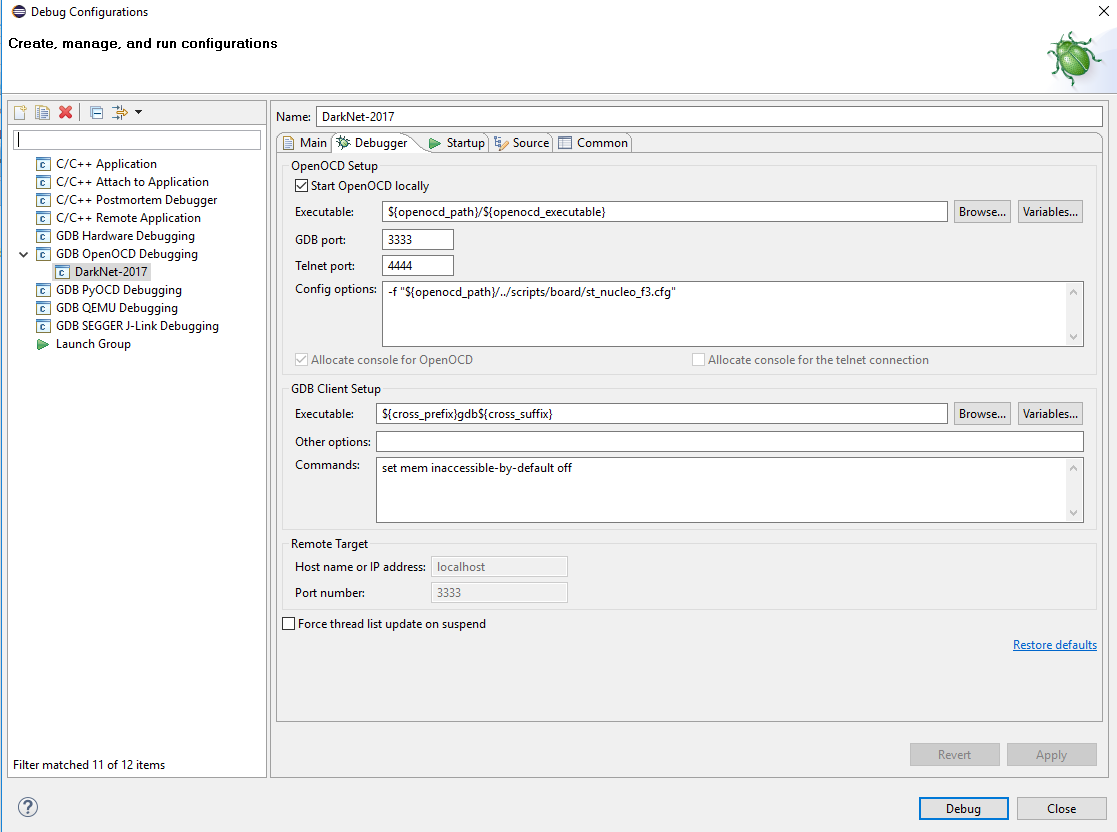 Debug Configurations
Create, manage, and run configurations
C/C++ Application
C/C++ Attach to Application
C/C++ Postmortem Debugger
C/C++ Remote Application
GDB Hardware Debugging
GDB OpenOCD Debugging
DarkNet-2017
GDB PyOCD Debugging
GDB QEMU Debugging
GDB SEGGER J-Link Debugging
Launch Group
Filter matched 11 of 12 items
Name: DarkNet-2017
Main Debugger Startup Source Common
OpenOCD Setup
Start OpenOCD locally
Executable: ${openocd_path}/${openocd_executable} Browse... Variables...
GDB port: 3333
Telnet port: 4444
Config options: -f "${openocd_path}/../scripts/board/st_nucleo_f3.cfg"
Allocate console for OpenOCD Allocate console for the telnet connection
GDB Client Setup
Executable: ${cross_prefix}gdb${cross_suffix} Browse... Variables...
Other options:
Commands: set mem inaccessible-by-default off
Remote Target
Host name or IP address: localhost
Port number: 3333
Force thread list update on suspend
Restore defaults
Revert Apply
? Debug Close